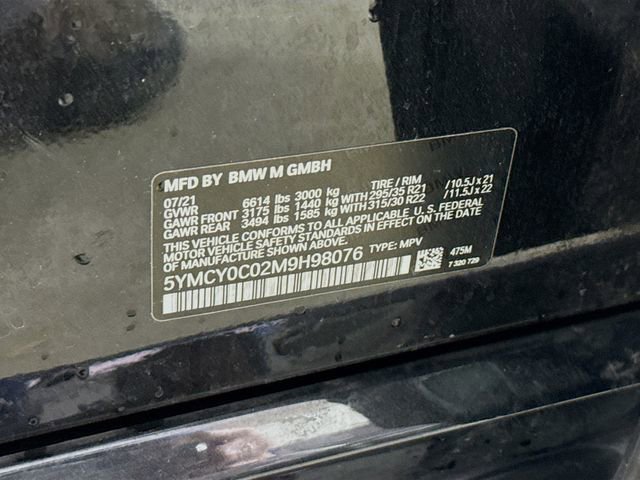 MFD BY BMW M GMBH
07/21 6614 lbs 3000 kg TIRE / RIM
GVWR
GAWR FRONT 3175 lbs 1440 kg WITH 295/35 R21 /10.5J x 21
GAWR REAR 3494 lbs 1585 kg WITH 315/30 R22 /11.5J x 22
THIS VEHICLE CONFORMS TO ALL APPLICABLE U.S. FEDERAL
MOTOR VEHICLE SAFETY STANDARDS IN EFFECT ON THE DATE OF
MANUFACTURE SHOWN ABOVE.
5YMCY0C02M9H98076 TYPE: MPV 475M
7 320 729